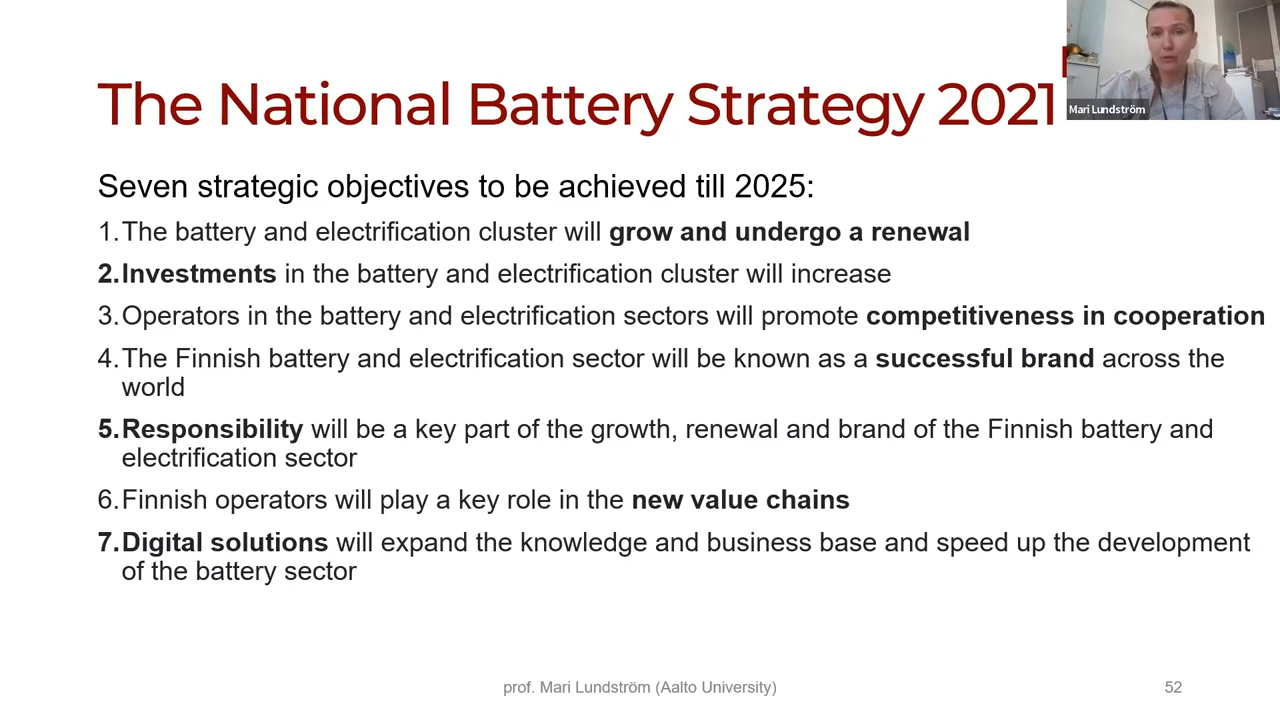 The National Battery Strategy 2021
Mari Lundström
Seven strategic objectives to be achieved till 2025:
1. The battery and electrification cluster will grow and undergo a renewal
2. Investments in the battery and electrification cluster will increase
3. Operators in the battery and electrification sectors will promote competitiveness in cooperation
4. The Finnish battery and electrification sector will be known as a successful brand across the
world
5. Responsibility will be a key part of the growth, renewal and brand of the Finnish battery and
electrification sector
6. Finnish operators will play a key role in the new value chains
7. Digital solutions will expand the knowledge and business base and speed up the development
of the battery sector
prof. Mari Lundström (Aalto University)
52